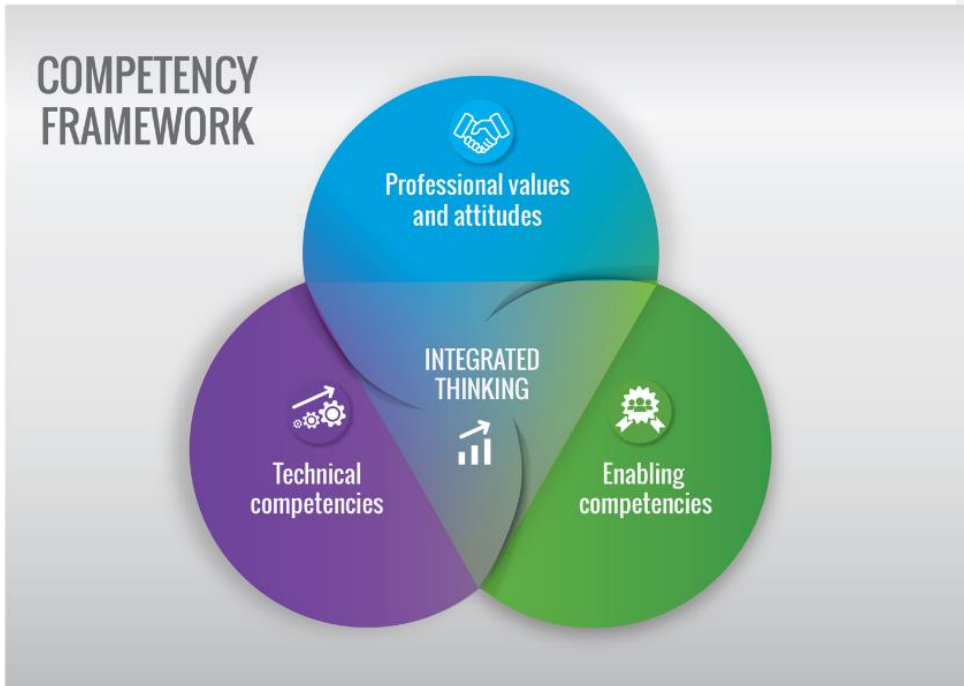 COMPETENCY
FRAMEWORK
Professional values
and attitudes
INTEGRATED
THINKING
Technical
competencies
Enabling
competencies